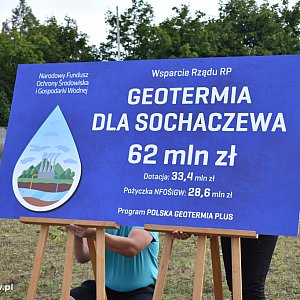 Narodowy Fundusz
Ochrony Środowiska
i Gospodarki Wodnej
Wsparcie Rządu RP
GEOTERMIA
DLA SOCHACZEWA
62 mln zł
Dotacja: 33,4 mln zł
Pożyczka NFOŚiGW: 28,6 mln zł
Program POLSKA GEOTERMIA PLUS